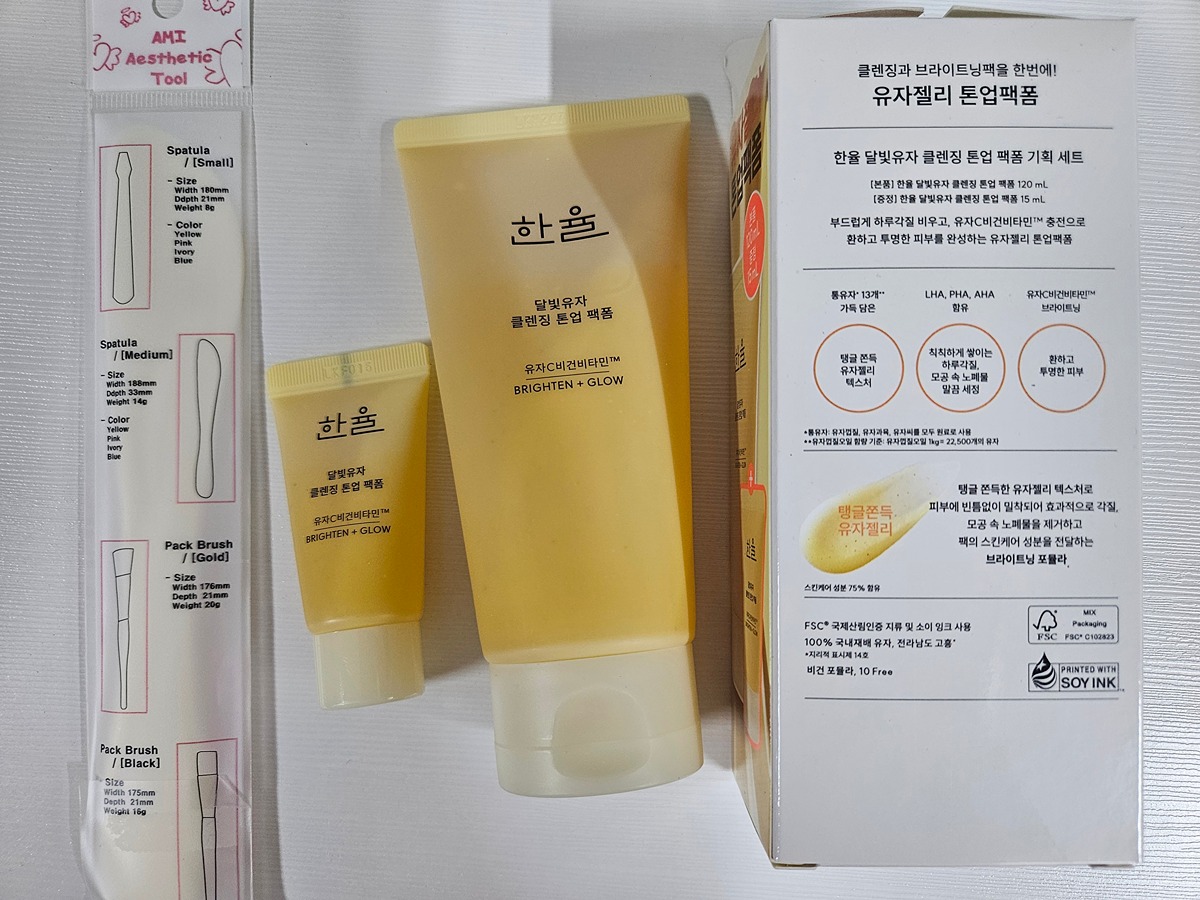 AMI
Aesthetic
Tool
Spatula
/ [Small]
- Size
Width 180mm
Ddpth 21mm
Weight 8g
- Color
Yellow
Pink
Ivory
Blue
Spatula
/ [Medium]
- Size
Width 188mm
Ddpth 33mm
Weight 14g
- Color
Yellow
Pink
Ivory
Blue
Pack Brush
/ [Gold]
- Size
Width 176mm
Depth 21mm
Weight 20g
Pack Brush
/ [Black]
- Size
Width 175mm
Depth 21mm
Weight 16g
한율
달빛유자
클렌징 톤업 팩폼
유자C비건비타민™
BRIGHTEN + GLOW
한율
달빛유자
클렌징 톤업 팩폼
유자C비건비타민™
BRIGHTEN + GLOW
클렌징과 브라이트닝팩을 한번에!
유자젤리 톤업팩폼
한율 달빛유자 클렌징 톤업 팩폼 기획 세트
[본품] 한율 달빛유자 클렌징 톤업 팩폼 120 mL
[증정] 한율 달빛유자 클렌징 톤업 팩폼 15 mL
부드럽게 하루각질 비우고, 유자C비건비타민™ 충전으로
환하고 투명한 피부를 완성하는 유자젤리 톤업팩폼
통유자* 13개**
가득 담은
탱글 쫀득
유자젤리
텍스처
LHA, PHA, AHA
함유
칙칙하게 쌓이는
하루각질,
모공 속 노폐물
말끔 세정
유자C비건비타민™
브라이트닝
환하고
투명한 피부
*통유자: 유자껍질, 유자과육, 유자씨를 모두 원료로 사용
**유자껍질오일 함량 기준: 유자껍질오일 1kg= 22,500개의 유자
탱글쫀득
유자젤리
탱글 쫀득한 유자젤리 텍스처로
피부에 빈틈없이 밀착되어 효과적으로 각질,
모공 속 노폐물을 제거하고
팩의 스킨케어 성분을 전달하는
브라이트닝 포뮬라
스킨케어 성분 75% 함유
FSC® 국제산림인증 지류 및 소이 잉크 사용
100% 국내재배 유자, 전라남도 고흥*
*지리적 표시제 14호
비건 포뮬라, 10 Free
FSC
MIX
Packaging
FSC® C102823
PRINTED WITH
SOY INK™